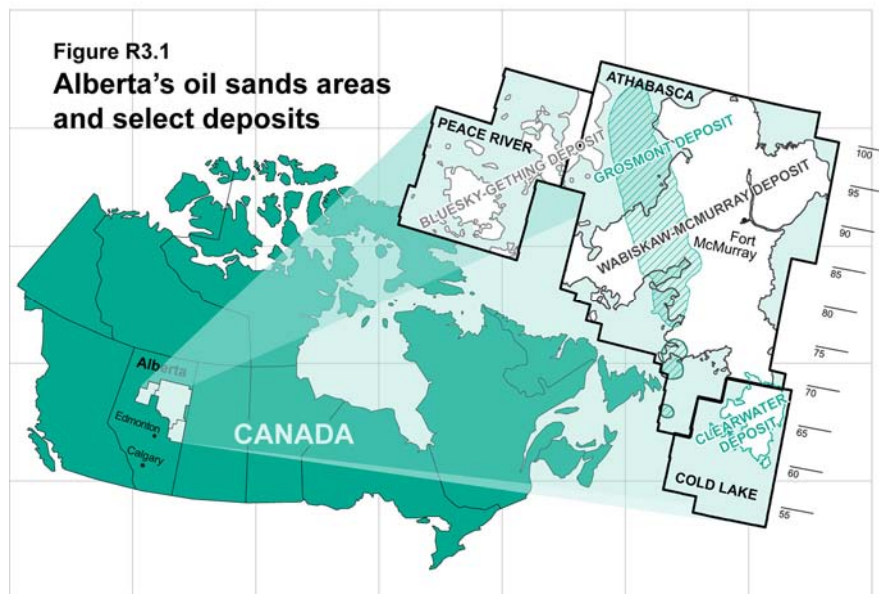 Figure R3.1
Alberta's oil sands areas
and select deposits
ATHABASCA
PEACE RIVER
BLUESKY-GETHING DEPOSIT
GROSMONT DEPOSIT
WABISKAW-MCMURRAY DEPOSIT
Fort
McMurray
100
95
90
85
80
75
70
65
60
55
CLEARWATER
DEPOSIT
COLD LAKE
Alberta
Edmonton
Calgary
CANADA